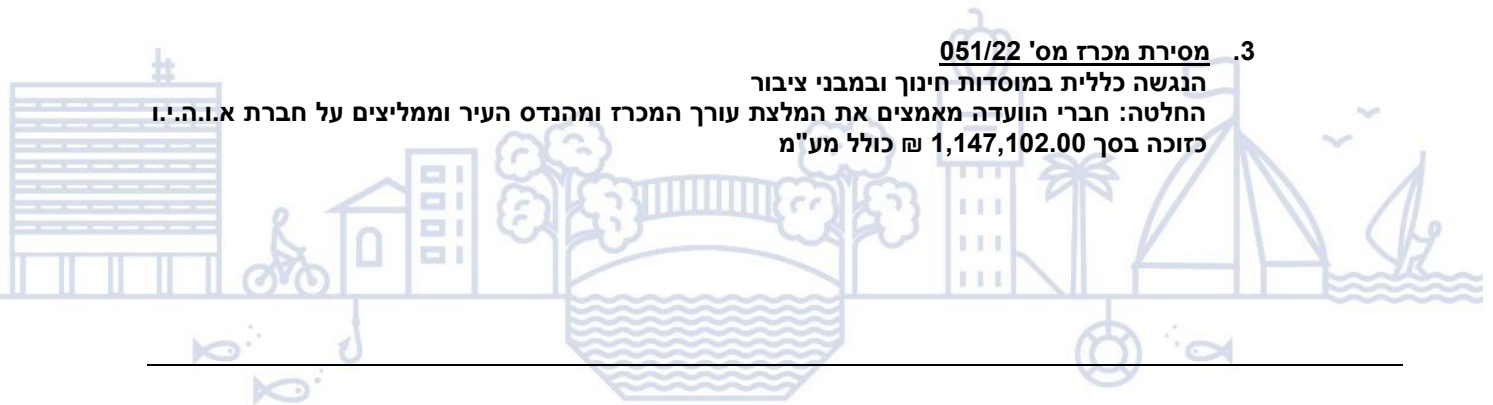 3. מסירת מכרז מס' 051/22
הנגשה כללית במוסדות חינוך ובמבני ציבור
החלטה: חברי הוועדה מאמצים את המלצת עורך המכרז ומהנדס העיר וממליצים על חברת א.ו.ה.י.ו
כזוכה בסך 1,147,102.00 ₪ כולל מע"מ